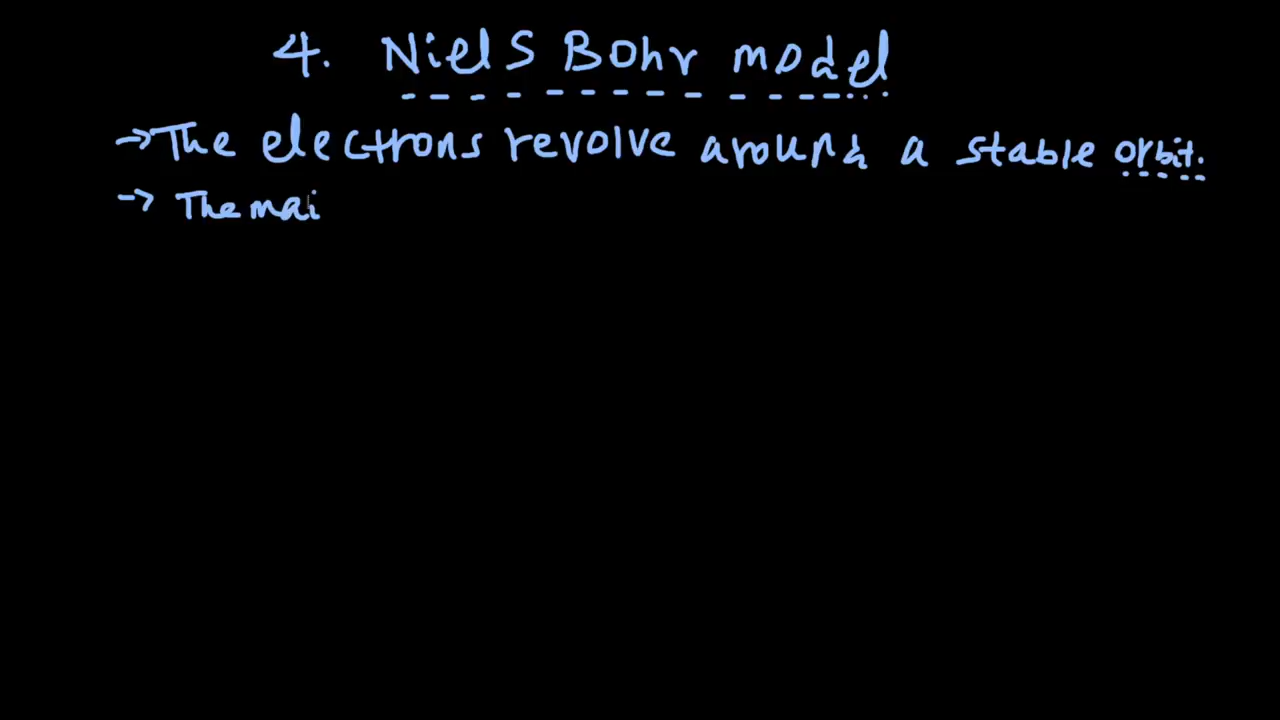 4. Niels Bohr model
→ The electrons revolve around a stable orbit.
→ The mai